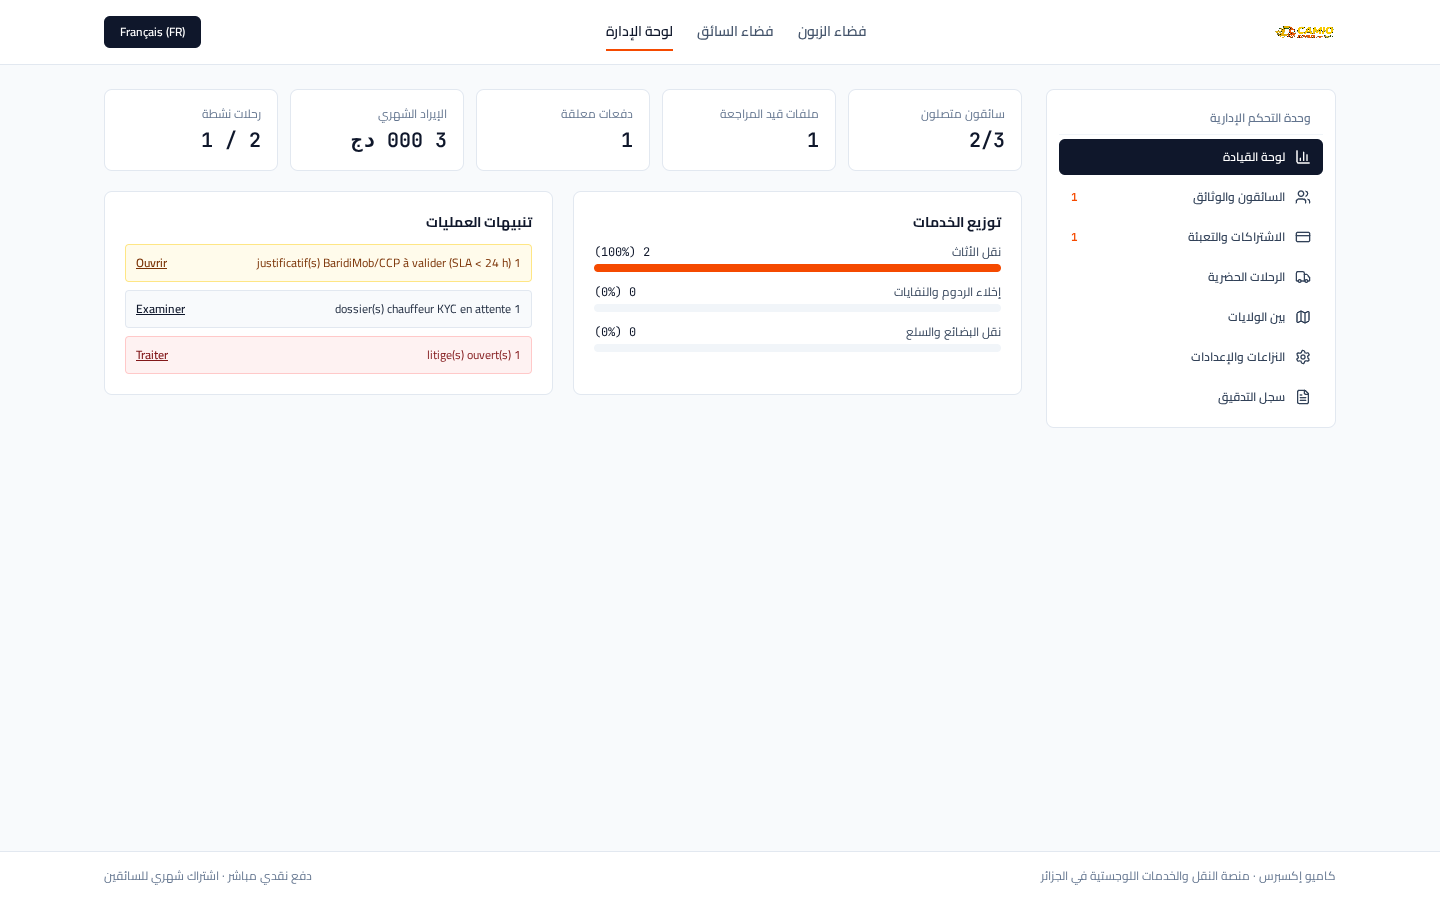 CAMIO
فضاء الزبون
فضاء السائق
لوحة الإدارة
Français (FR)
وحدة التحكم الإدارية
لوحة القيادة
السائقون والوثائق 1
الاشتراكات والتعبئة 1
الرحلات الحضرية
بين الولايات
النزاعات والإعدادات
سجل التدقيق
سائقون متصلون
2/3
ملفات قيد المراجعة
1
دفعات معلقة
1
الإيراد الشهري
3 000 دج
رحلات نشطة
2 / 1
توزيع الخدمات
نقل الأثاث 2 (100%)
إخلاء الردوم والنفايات 0 (0%)
نقل البضائع والسلع 0 (0%)
تنبيهات العمليات
1 justificatif(s) BaridiMob/CCP à valider (SLA < 24 h) Ouvrir
1 dossier(s) chauffeur KYC en attente Examiner
1 litige(s) ouvert(s) Traiter
كاميو إكسبرس · منصة النقل والخدمات اللوجستية في الجزائر
دفع نقدي مباشر · اشتراك شهري للسائقين